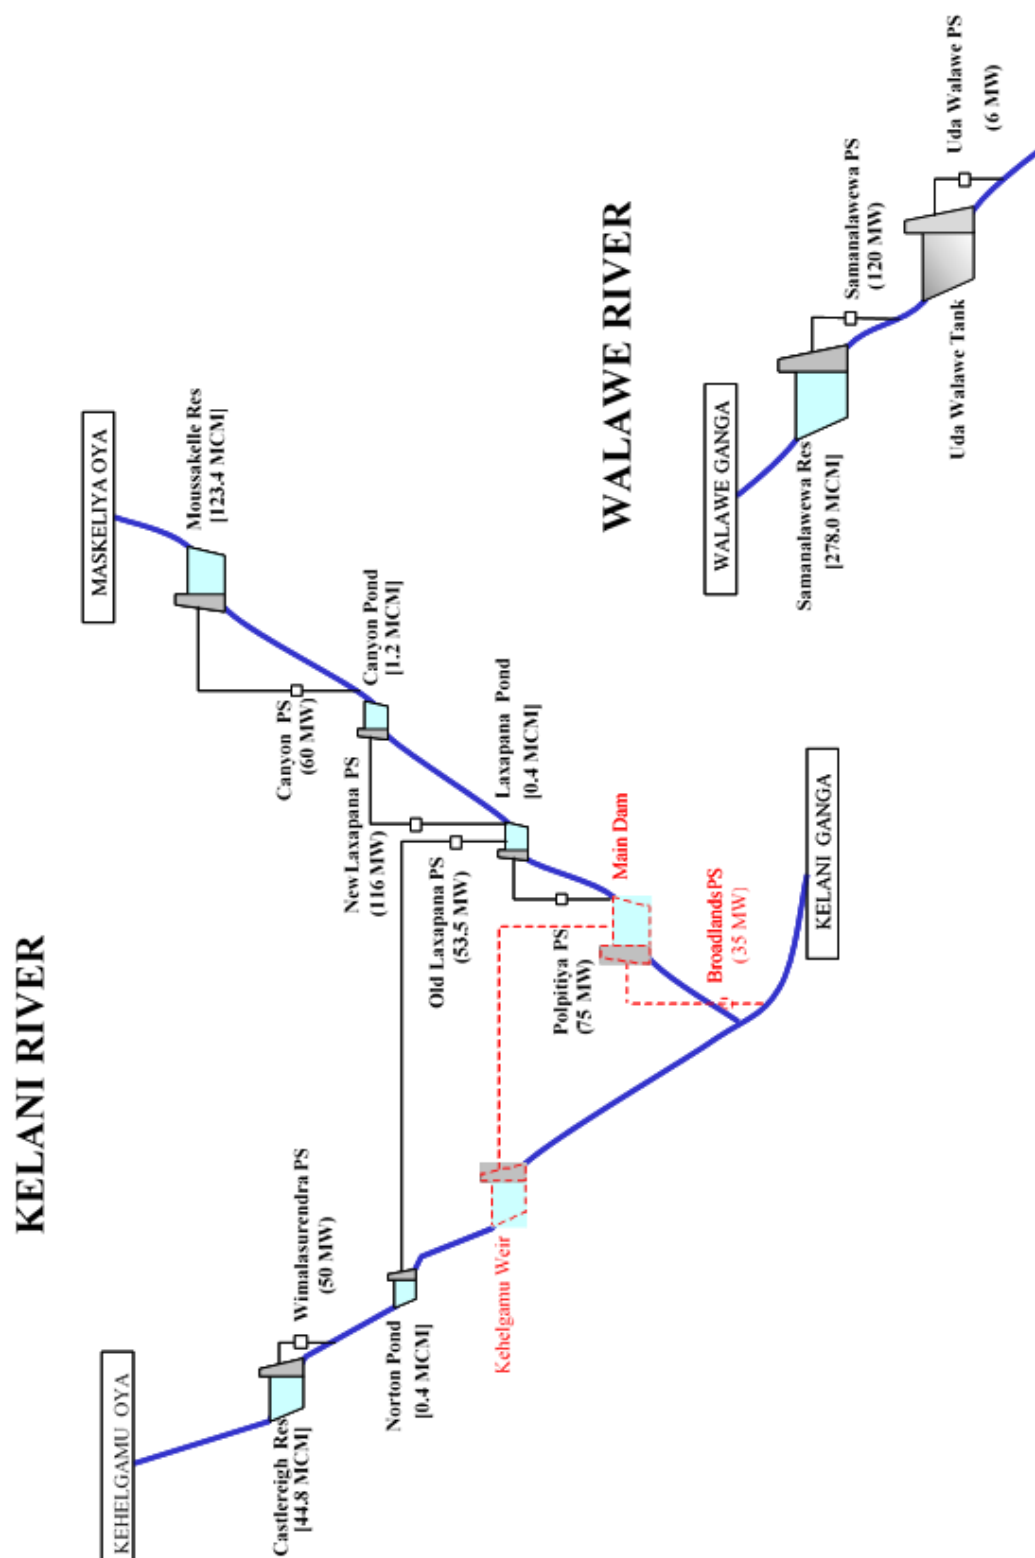 KELANI RIVER
KEHELGAMU OYA
Castlereigh Res
[44.8 MCM]
Wimalasurendra PS
(50 MW)
Norton Pond
[0.4 MCM]
Kehelgamu Weir
MASKELIYA OYA
Moussakelle Res
[123.4 MCM]
Canyon PS
(60 MW)
Canyon Pond
[1.2 MCM]
New Laxapana PS
(116 MW)
Old Laxapana PS
(53.5 MW)
Laxapana Pond
[0.4 MCM]
Polpitiya PS
(75 MW)
Main Dam
BroadlandsPS
(35 MW)
KELANI GANGA
WALAWE RIVER
WALAWE GANGA
Samanalawewa Res
[278.0 MCM]
Samanalawewa PS
(120 MW)
Uda Walawe Tank
Uda Walawe PS
(6 MW)